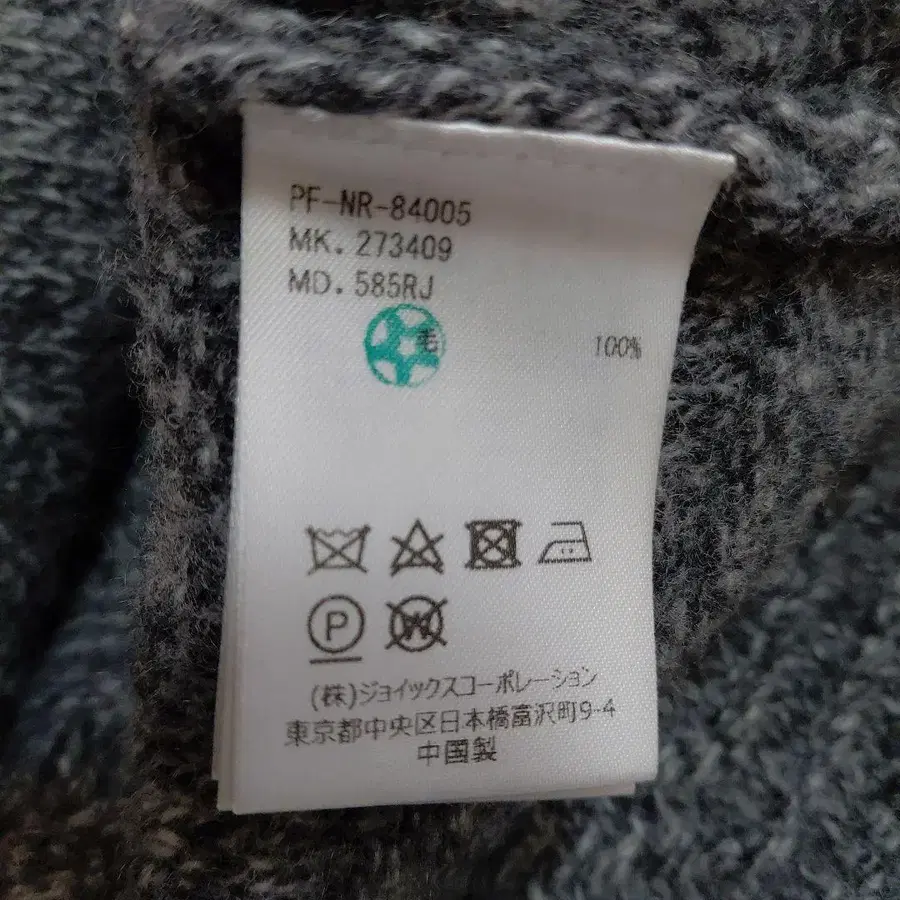 PF-NR-84005
MK. 273409
MD. 585RJ
毛 100%
P
W
(株)ジョイックスコーポレーション
東京都中央区日本橋富沢町9-4
中国製